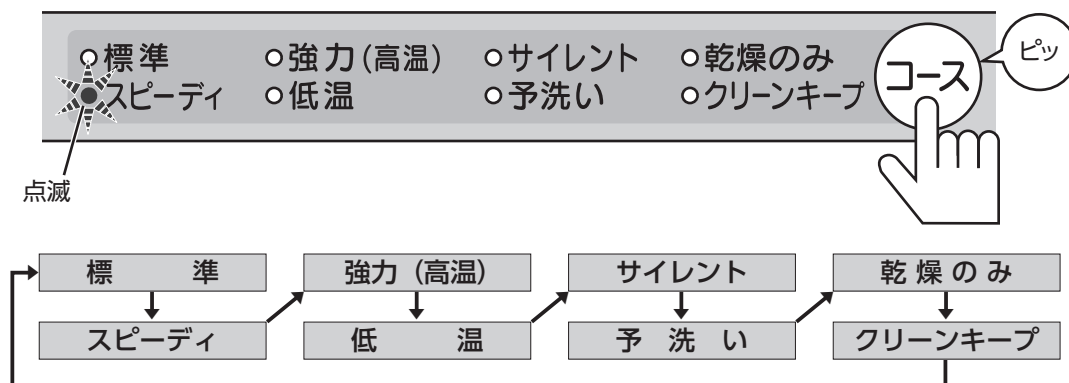 標準 強力(高温) サイレント 乾燥のみ
スピーディ 低温 予洗い クリーンキープ
コース
ピッ
点滅
標準 強力(高温) サイレント 乾燥のみ
スピーディ 低温 予洗い クリーンキープ